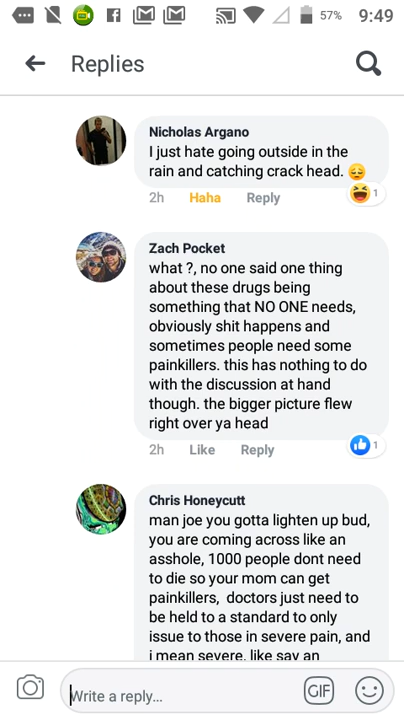 57% 9:49
Replies
Nicholas Argano
I just hate going outside in the
rain and catching crack head. 😔
2h Haha Reply 1
Zach Pocket
what ?, no one said one thing
about these drugs being
something that NO ONE needs,
obviously shit happens and
sometimes people need some
painkillers. this has nothing to do
with the discussion at hand
though. the bigger picture flew
right over ya head
1
2h Like Reply
Chris Honeycutt
man joe you gotta lighten up bud,
you are coming across like an
asshole, 1000 people dont need
to die so your mom can get
painkillers, doctors just need to
be held to a standard to only
issue to those in severe pain, and
i mean severe. like say an
Write a reply...
GIF